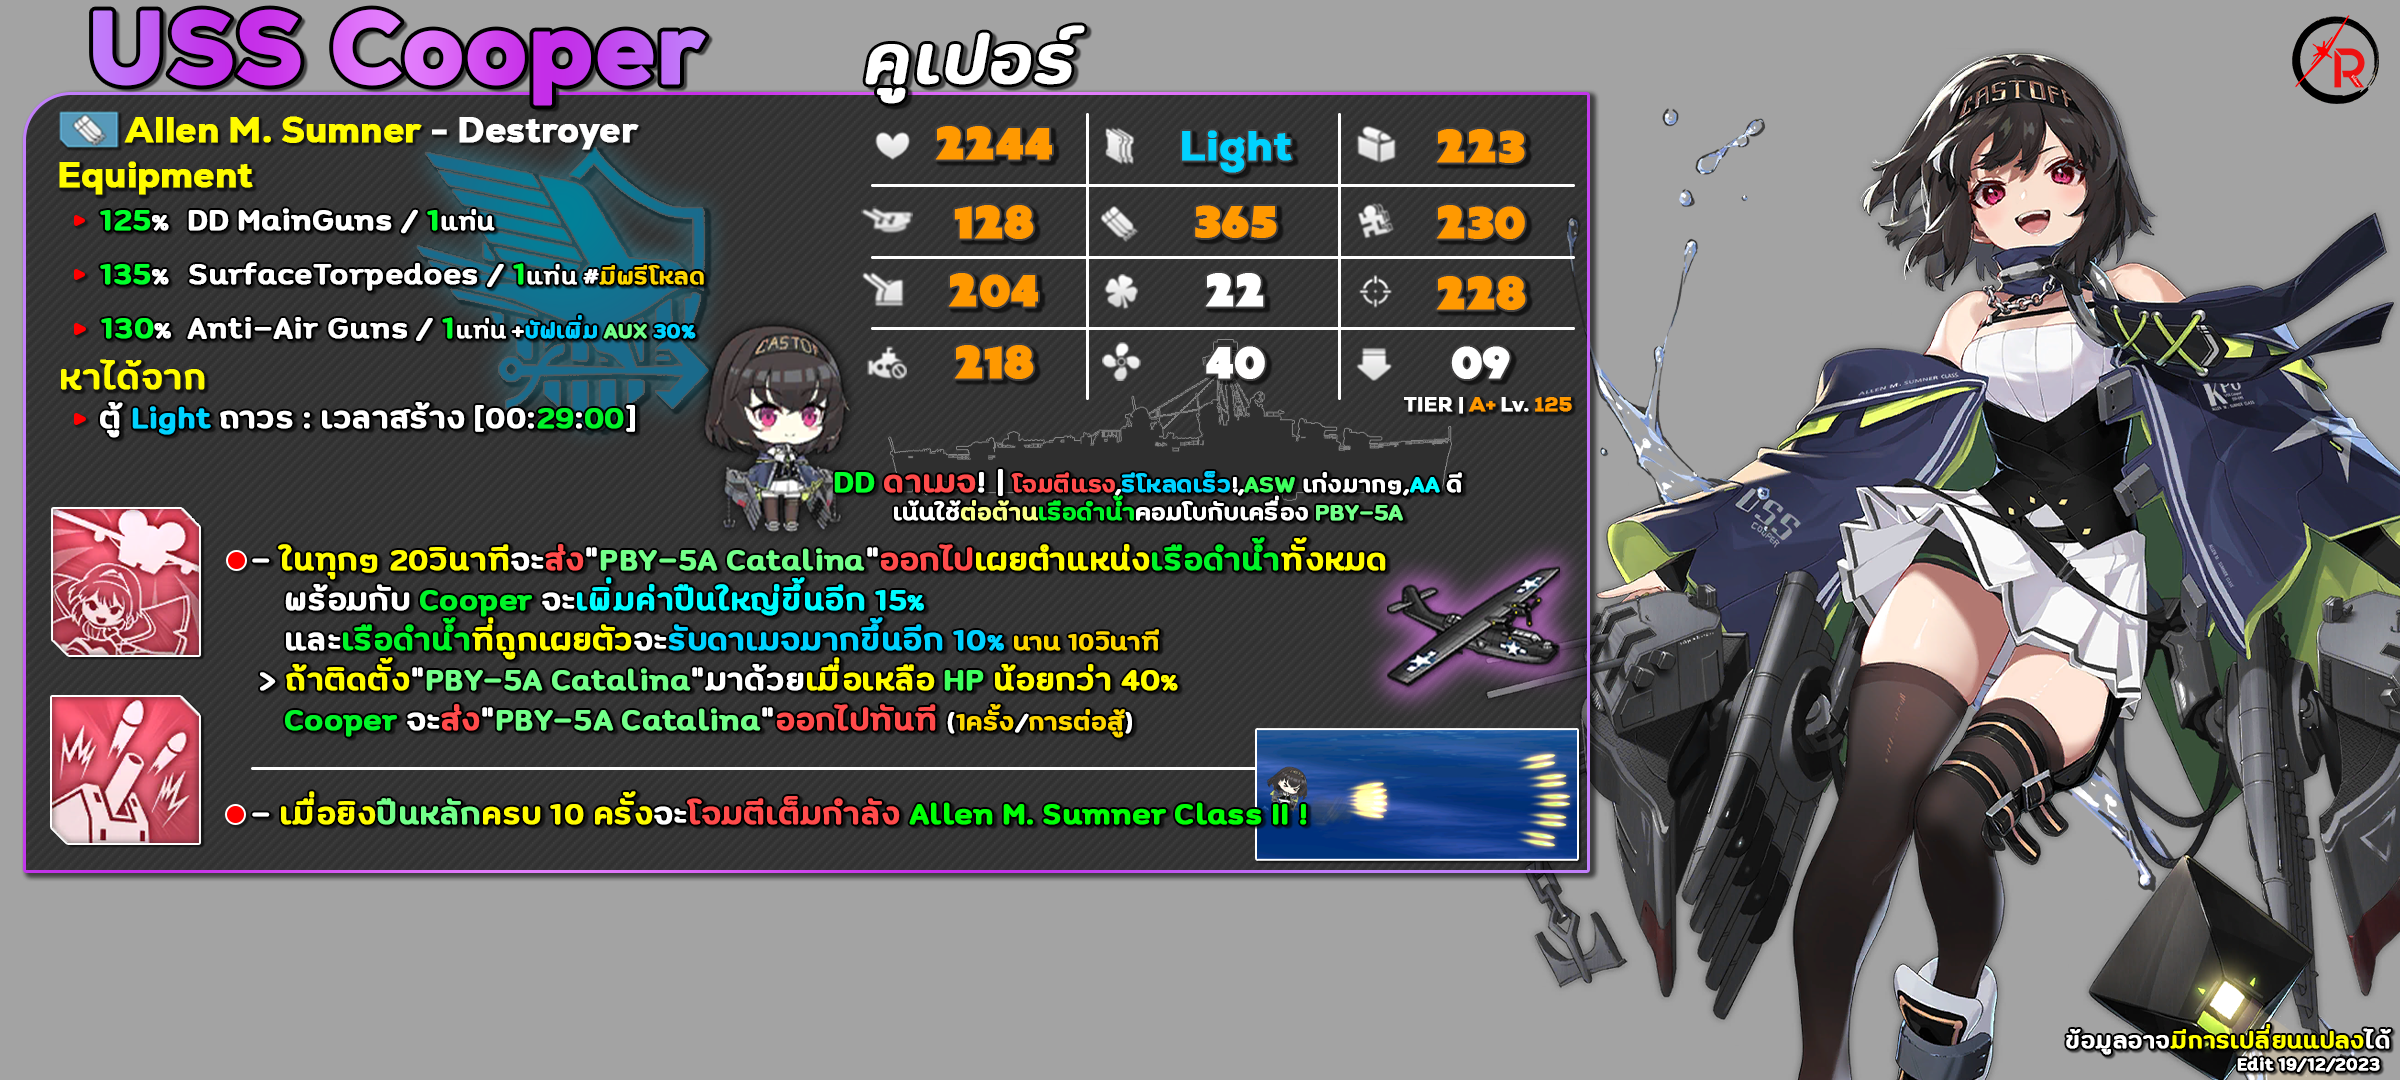 USS Cooper
คูเปอร์
Allen M. Sumner - Destroyer
Equipment
125% DD MainGuns / 1แท่น
135% SurfaceTorpedoes / 1แท่น #มีพรีโหลด
130% Anti-Air Guns / 1แท่น +บัฟเพิ่ม AUX 30%
หาได้จาก
ตู้ Light ถาวร : เวลาสร้าง [00:29:00]
2244 Light 223
128 365 230
204 22 228
218 40 09
TIER | A+ Lv. 125
DD ดาเมจ! | โจมตีแรง,รีโหลดเร็ว!,ASW เก่งมากๆ,AA ดี
เน้นใช้ต่อต้านเรือดำน้ำคอมโบกับเครื่อง PBY-5A
- ในทุกๆ 20วินาทีจะส่ง"PBY-5A Catalina"ออกไปเผยตำแหน่งเรือดำน้ำทั้งหมด
พร้อมกับ Cooper จะเพิ่มค่าปืนใหญ่ขึ้นอีก 15%
และเรือดำน้ำที่ถูกเผยตัวจะรับดาเมจมากขึ้นอีก 10% นาน 10วินาที
> ถ้าติดตั้ง"PBY-5A Catalina"มาด้วยเมื่อเหลือ HP น้อยกว่า 40%
Cooper จะส่ง"PBY-5A Catalina"ออกไปทันที (1ครั้ง/การต่อสู้)
- เมื่อยิงปืนหลักครบ 10 ครั้งจะโจมตีเต็มกำลัง Allen M. Sumner Class II !
R
CASTOFF
ALLEN M. SUMNER CLASS
USS
COOPER
ข้อมูลอาจมีการเปลี่ยนแปลงได้
Edit 19/12/2023